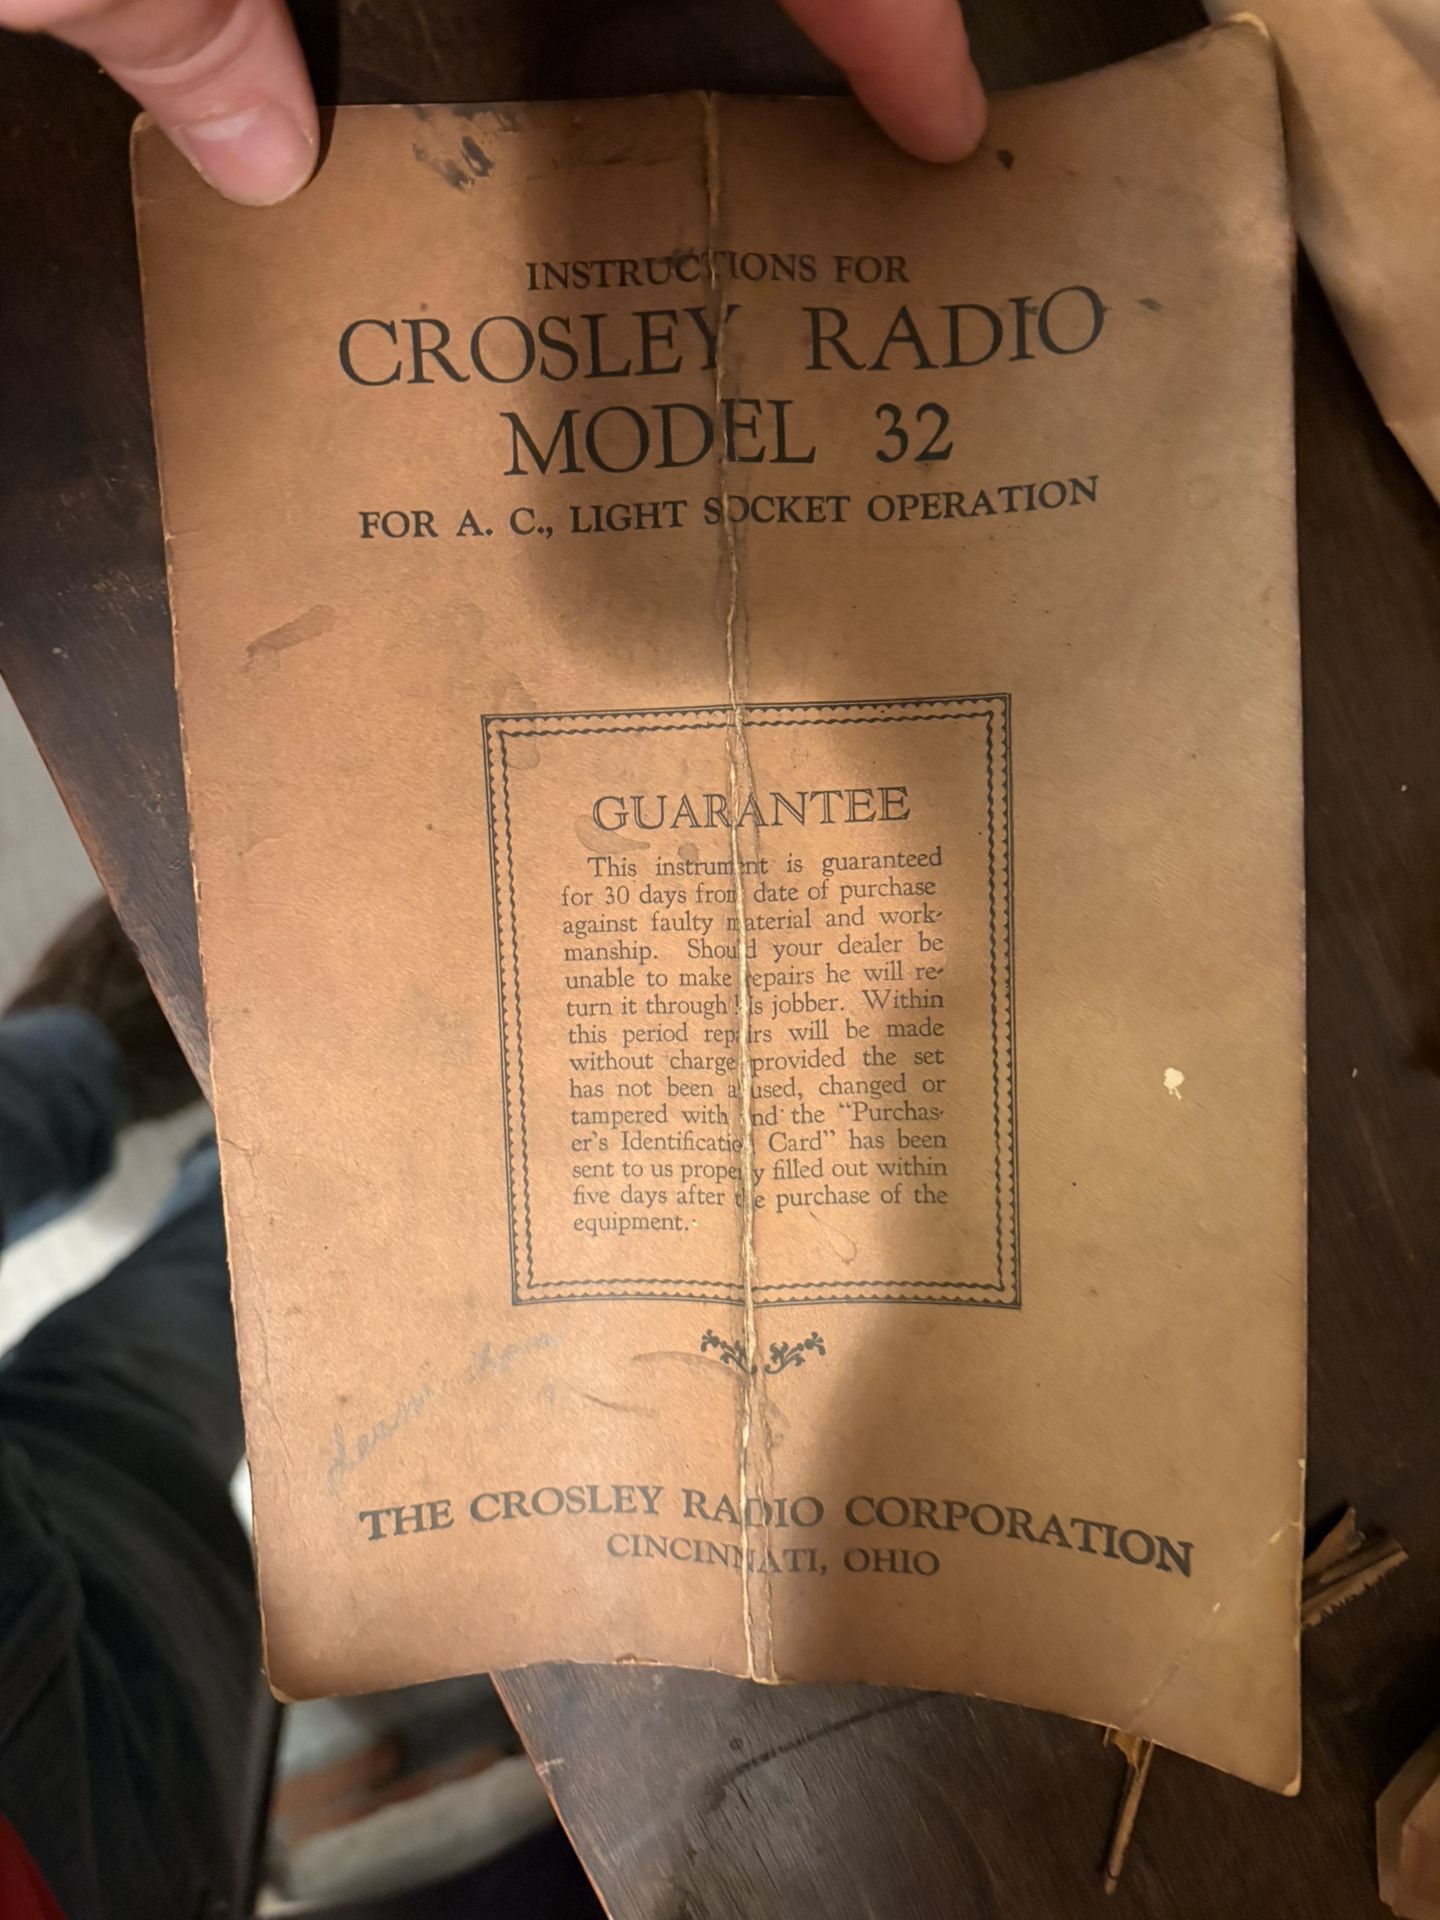 INSTRUCTIONS FOR
CROSLEY RADIO
MODEL 32
FOR A. C., LIGHT SOCKET OPERATION
GUARANTEE
This instrument is guaranteed
for 30 days from date of purchase
against faulty material and work-
manship. Should your dealer be
unable to make repairs he will re-
turn it through his jobber. Within
this period repairs will be made
without charge provided the set
has not been abused, changed or
tampered with and the "Purchas-
er's Identification Card" has been
sent to us properly filled out within
five days after the purchase of the
equipment.
THE CROSLEY RADIO CORPORATION
CINCINNATI, OHIO